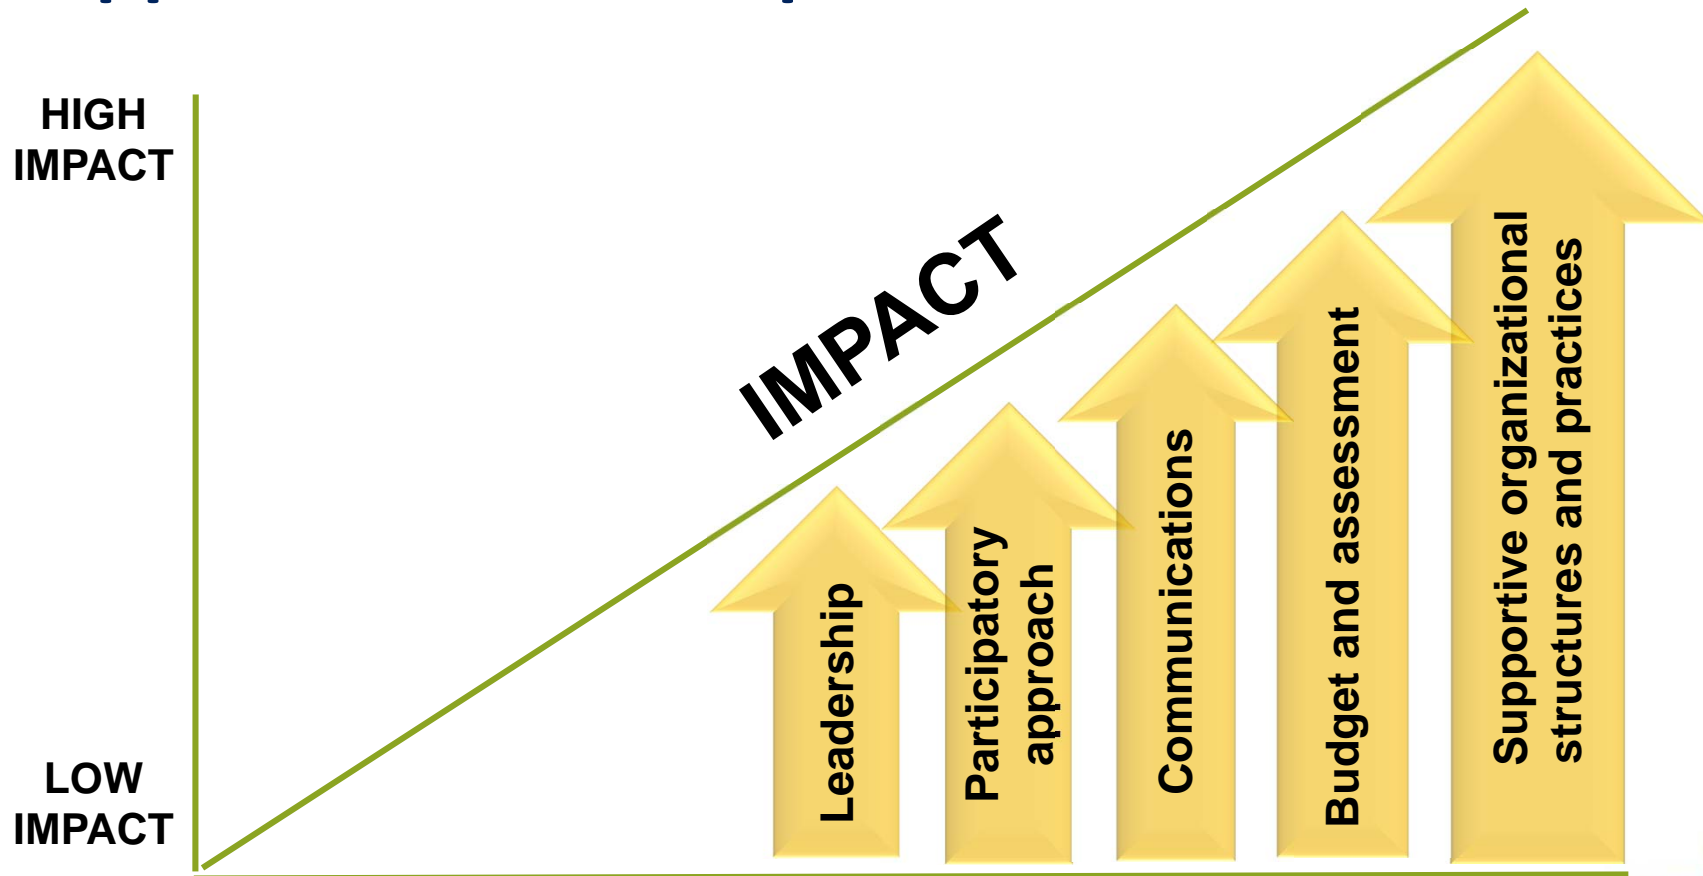 HIGH
IMPACT
IMPACT
LOW
IMPACT
Leadership
Participatory
approach
Communications
Budget and assessment
Supportive organizational
structures and practices